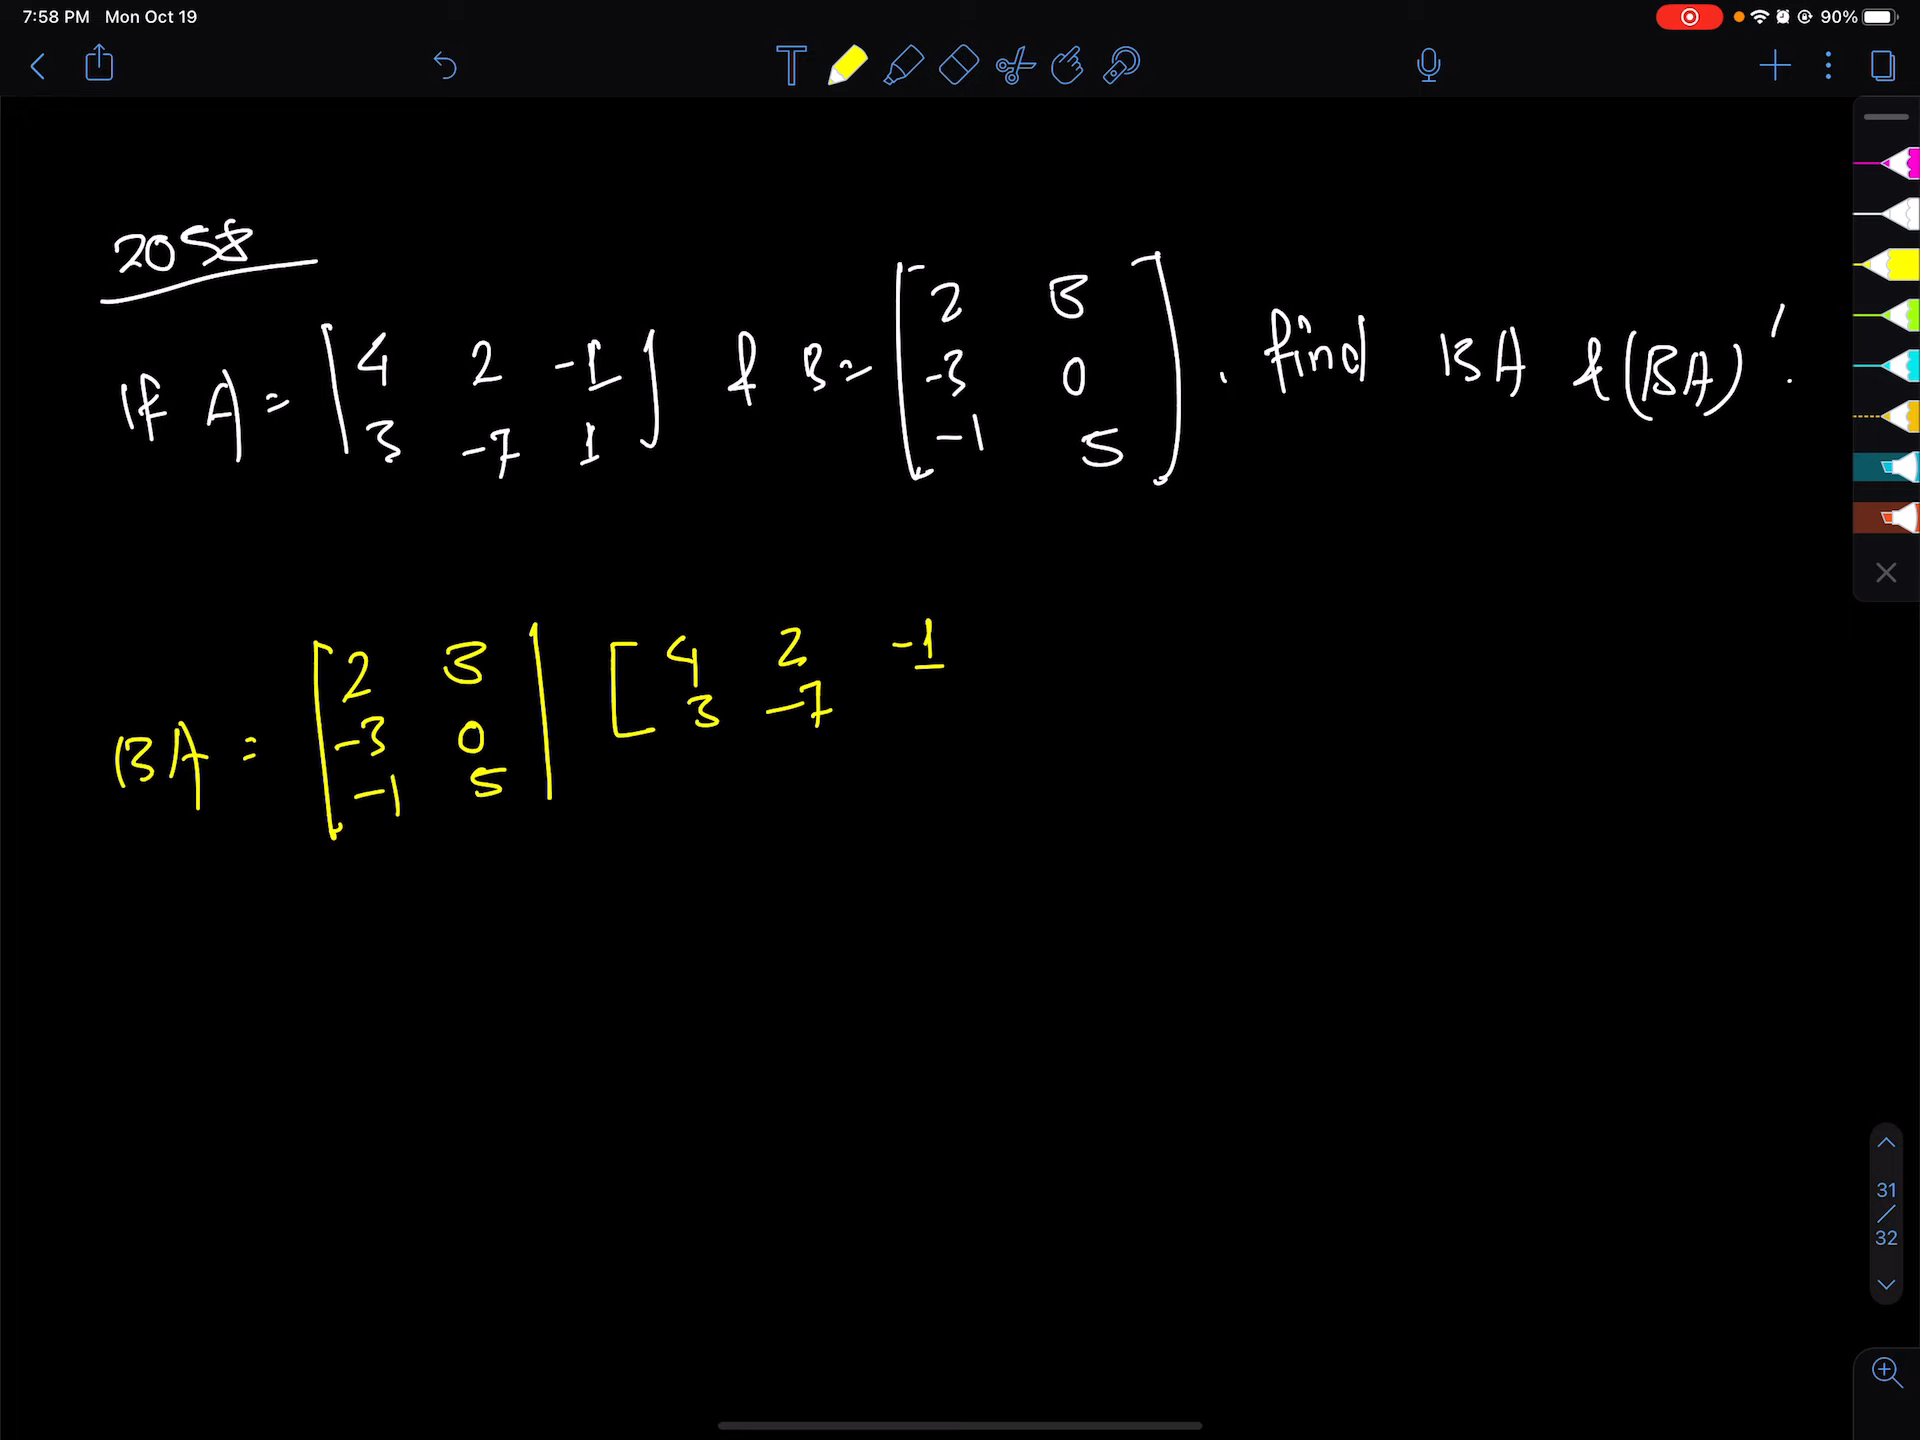 7:58 PM Mon Oct 19 90%
2058
If A = [4 2 -1 & B = [2 3 . find BA & (BA)'.
3 -7 1] -3 0
-1 5]
BA = [2 3 [4 2 -1
-3 0 3 -7
-1 5
31
/
32